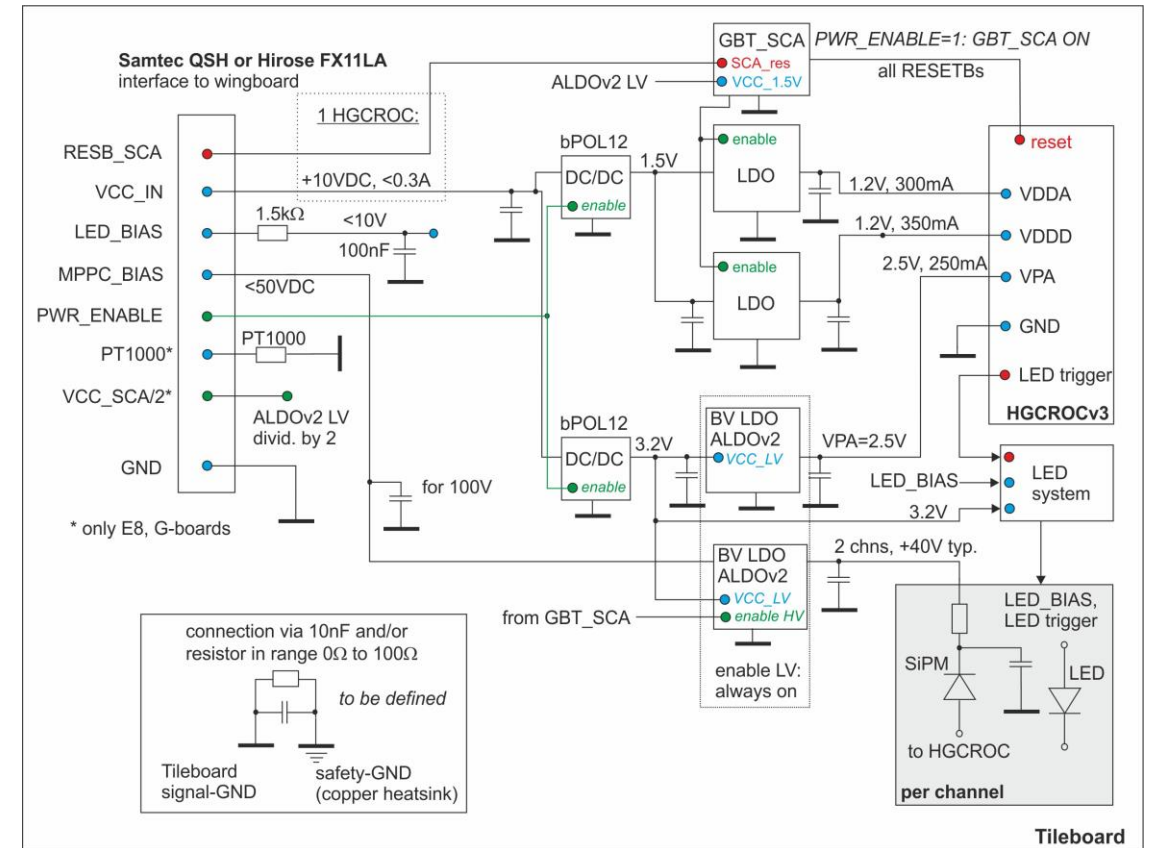 Samtec QSH or Hirose FX11LA
interface to wingboard
RESB_SCA
VCC_IN
LED_BIAS
MPPC_BIAS
PWR_ENABLE
PT1000*
VCC_SCA/2*
GND
* only E8, G-boards
1 HGCROC:
+10VDC, <0.3A
1.5kΩ
<10V
100nF
<50VDC
PT1000
ALDOv2 LV
divid. by 2
for 100V
GBT_SCA
SCA_res
VCC_1.5V
ALDOv2 LV
PWR_ENABLE=1: GBT_SCA ON
all RESETBs
bPOL12
DC/DC
enable
1.5V
enable
LDO
enable
LDO
1.2V, 300mA
1.2V, 350mA
2.5V, 250mA
reset
VDDA
VDDD
VPA
GND
LED trigger
HGCROCv3
bPOL12
DC/DC
enable
3.2V
BV LDO
ALDOv2
VCC_LV
VPA=2.5V
LED_BIAS
3.2V
LED
system
BV LDO
ALDOv2
VCC_LV
enable HV
from GBT_SCA
2 chns, +40V typ.
enable LV:
always on
LED_BIAS,
LED trigger
SiPM
LED
to HGCROC
per channel
connection via 10nF and/or
resistor in range 0Ω to 100Ω
to be defined
Tileboard
signal-GND
safety-GND
(copper heatsink)
Tileboard